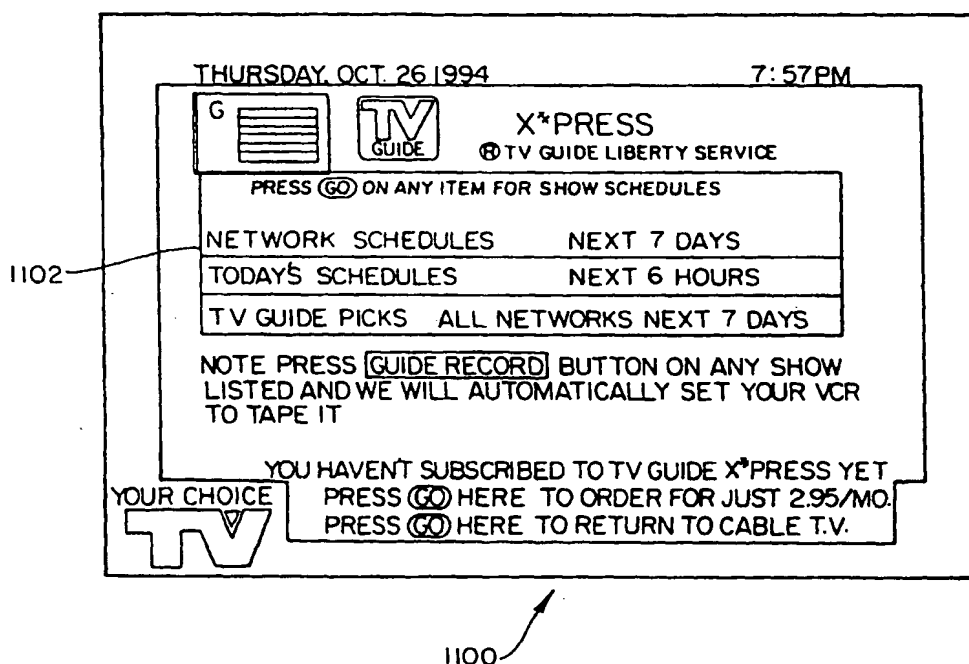 THURSDAY, OCT. 26 1994 7:57PM
G
TV GUIDE
X*PRESS
® TV GUIDE LIBERTY SERVICE
PRESS GO ON ANY ITEM FOR SHOW SCHEDULES
NETWORK SCHEDULES NEXT 7 DAYS
1102
TODAY'S SCHEDULES NEXT 6 HOURS
TV GUIDE PICKS ALL NETWORKS NEXT 7 DAYS
NOTE PRESS GUIDE RECORD BUTTON ON ANY SHOW
LISTED AND WE WILL AUTOMATICALLY SET YOUR VCR
TO TAPE IT
YOU HAVEN'T SUBSCRIBED TO TV GUIDE X*PRESS YET
YOUR CHOICE PRESS GO HERE TO ORDER FOR JUST 2.95/MO.
TV PRESS GO HERE TO RETURN TO CABLE T.V.
1100